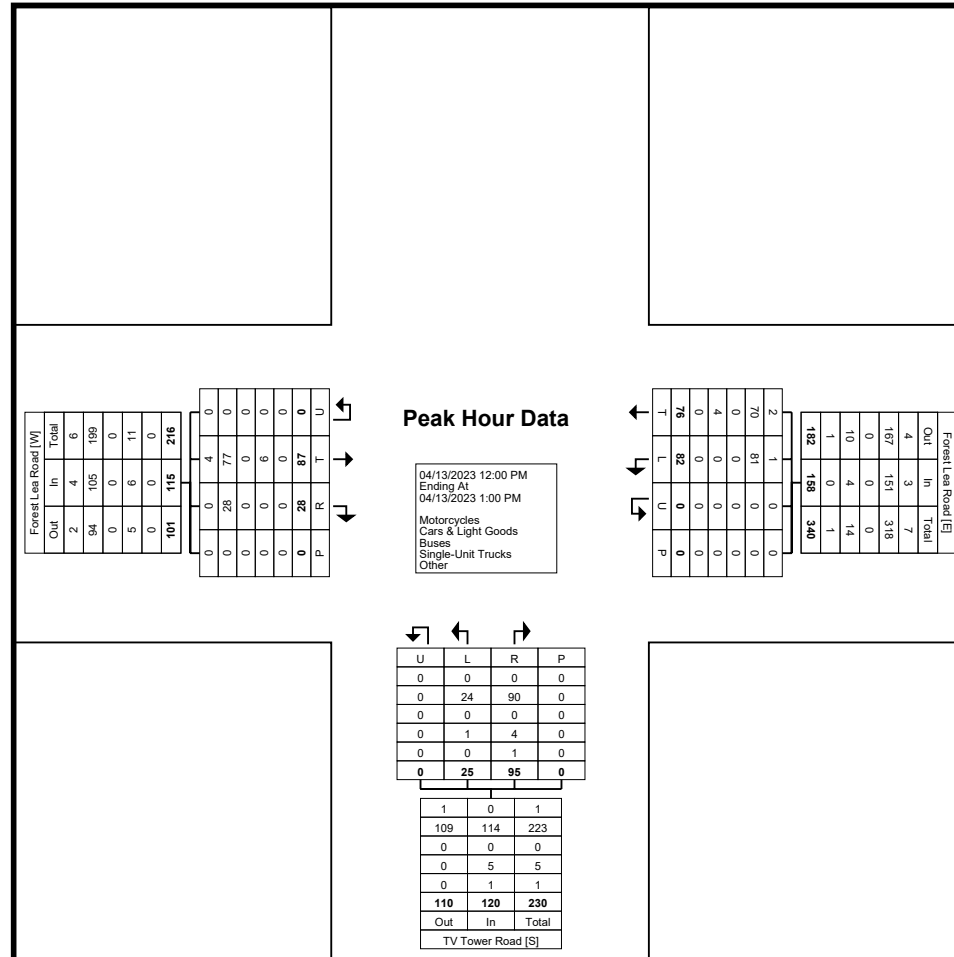 Peak Hour Data
04/13/2023 12:00 PM
Ending At
04/13/2023 1:00 PM
Motorcycles
Cars & Light Goods
Buses
Single-Unit Trucks
Other
Forest Lea Road [W]
Out In Total
2 4 6
94 105 199
0 0 0
5 6 11
0 0 0
101 115 216
0 0 4 0
0 28 77 0
0 0 0 0
0 0 6 0
0 0 0 0
0 28 87 0
P R T U
Forest Lea Road [E]
Out In Total
4 3 7
167 151 318
0 0 0
10 4 14
1 0 1
182 158 340
2 1 0 0
70 81 0 0
0 0 0 0
4 0 0 0
0 0 0 0
76 82 0 0
T L U P
U L R P
0 0 0 0
0 24 90 0
0 0 0 0
0 1 4 0
0 0 1 0
0 25 95 0
1 0 1
109 114 223
0 0 0
0 5 5
0 1 1
110 120 230
Out In Total
TV Tower Road [S]